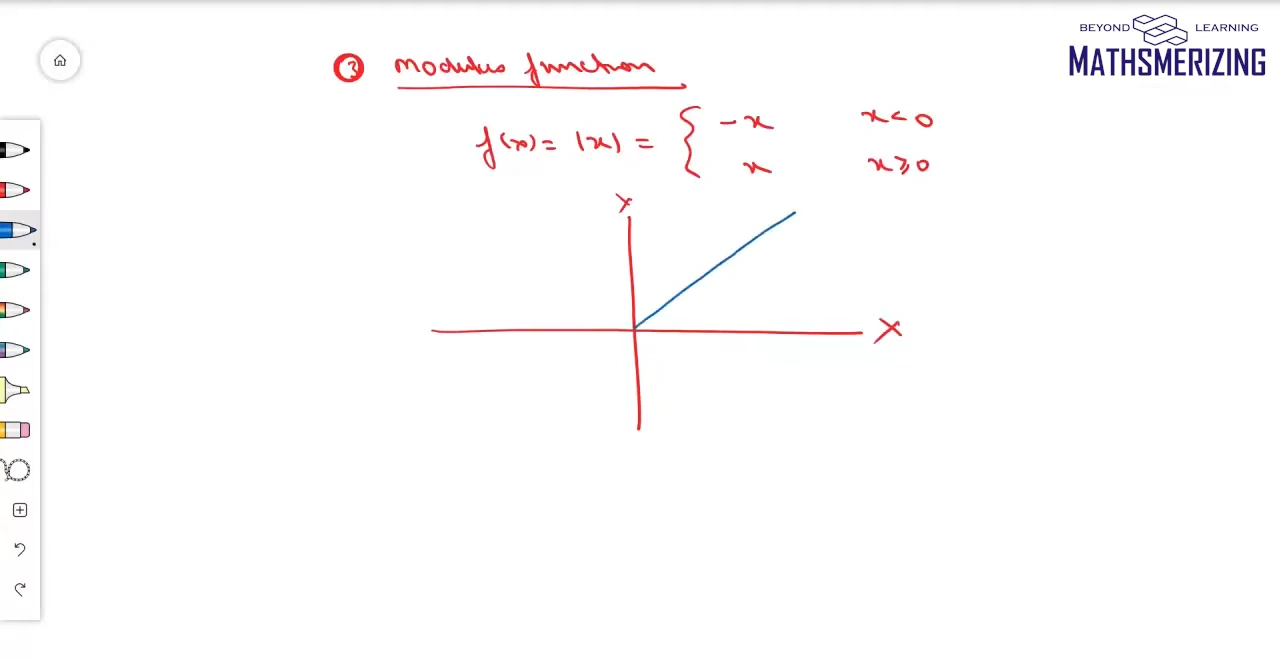 BEYOND LEARNING
MATHSMERIZING
③ Modulus function
f(x) = |x| = { -x x < 0
x x ≥ 0
Y
X